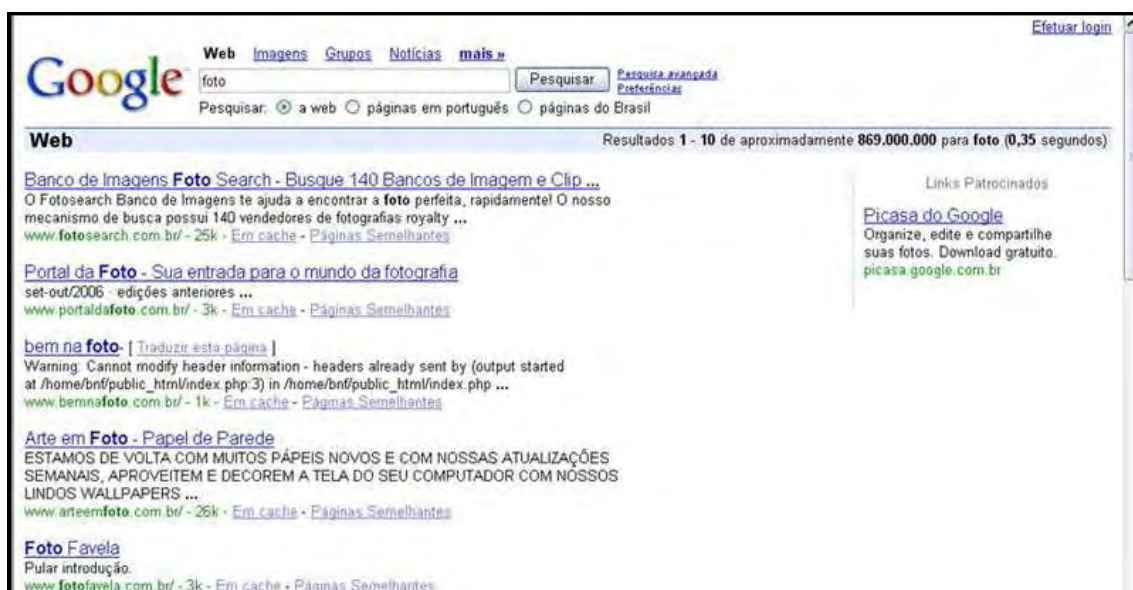 Efetuar login
Web Imagens Grupos Notícias mais »
Google
foto Pesquisar Pesquisa avançada
Preferências
Pesquisar: a web páginas em português páginas do Brasil
Web Resultados 1 - 10 de aproximadamente 869.000.000 para foto (0,35 segundos)
Banco de Imagens Foto Search - Busque 140 Bancos de Imagem e Clip ...
O Fotosearch Banco de Imagens te ajuda a encontrar a foto perfeita, rapidamente! O nosso
mecanismo de busca possui 140 vendedores de fotografias royalty ...
www.fotosearch.com.br/ - 25k - Em cache - Páginas Semelhantes
Portal da Foto - Sua entrada para o mundo da fotografia
set-out/2006 · edições anteriores ...
www.portaldafoto.com.br/ - 3k - Em cache - Páginas Semelhantes
bem na foto- [ Traduzir esta página ]
Warning: Cannot modify header information - headers already sent by (output started
at /home/bnf/public_html/index.php:3) in /home/bnf/public_html/index.php ...
www.bemnafoto.com.br/ - 1k - Em cache - Páginas Semelhantes
Arte em Foto - Papel de Parede
ESTAMOS DE VOLTA COM MUITOS PÁPEIS NOVOS E COM NOSSAS ATUALIZAÇÕES
SEMANAIS, APROVEITEM E DECOREM A TELA DO SEU COMPUTADOR COM NOSSOS
LINDOS WALLPAPERS ...
www.arteemfoto.com.br/ - 26k - Em cache - Páginas Semelhantes
Foto Favela
Pular introdução.
www.fotofavela.com.br/ - 3k - Em cache - Páginas Semelhantes
Links Patrocinados
Picasa do Google
Organize, edite e compartilhe
suas fotos. Download gratuito.
picasa.google.com.br